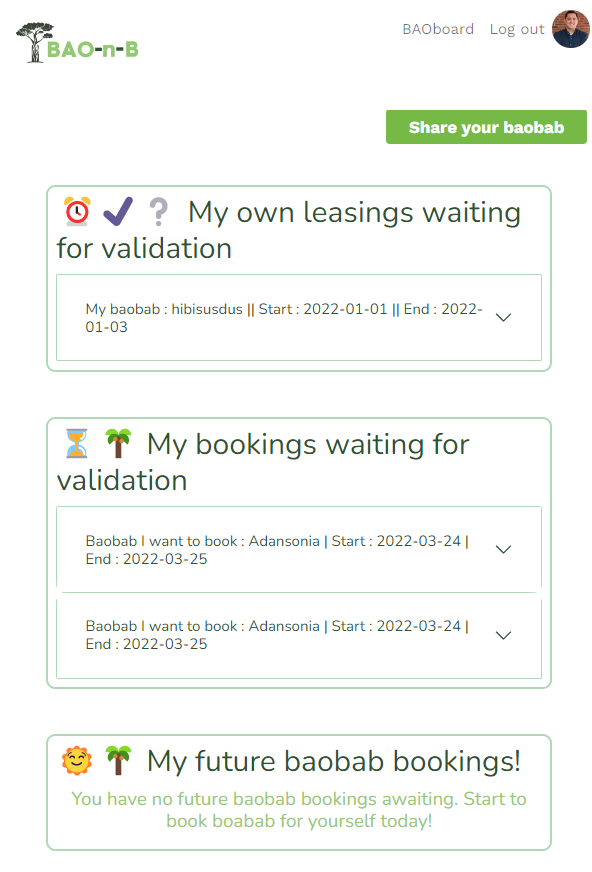 BAO-n-B
BAOboard Log out
Share your baobab
My own leasings waiting
for validation
My baobab : hibisusdus || Start : 2022-01-01 || End : 2022-
01-03
My bookings waiting for
validation
Baobab I want to book : Adansonia | Start : 2022-03-24 |
End : 2022-03-25
Baobab I want to book : Adansonia | Start : 2022-03-24 |
End : 2022-03-25
My future baobab bookings!
You have no future baobab bookings awaiting. Start to
book boabab for yourself today!